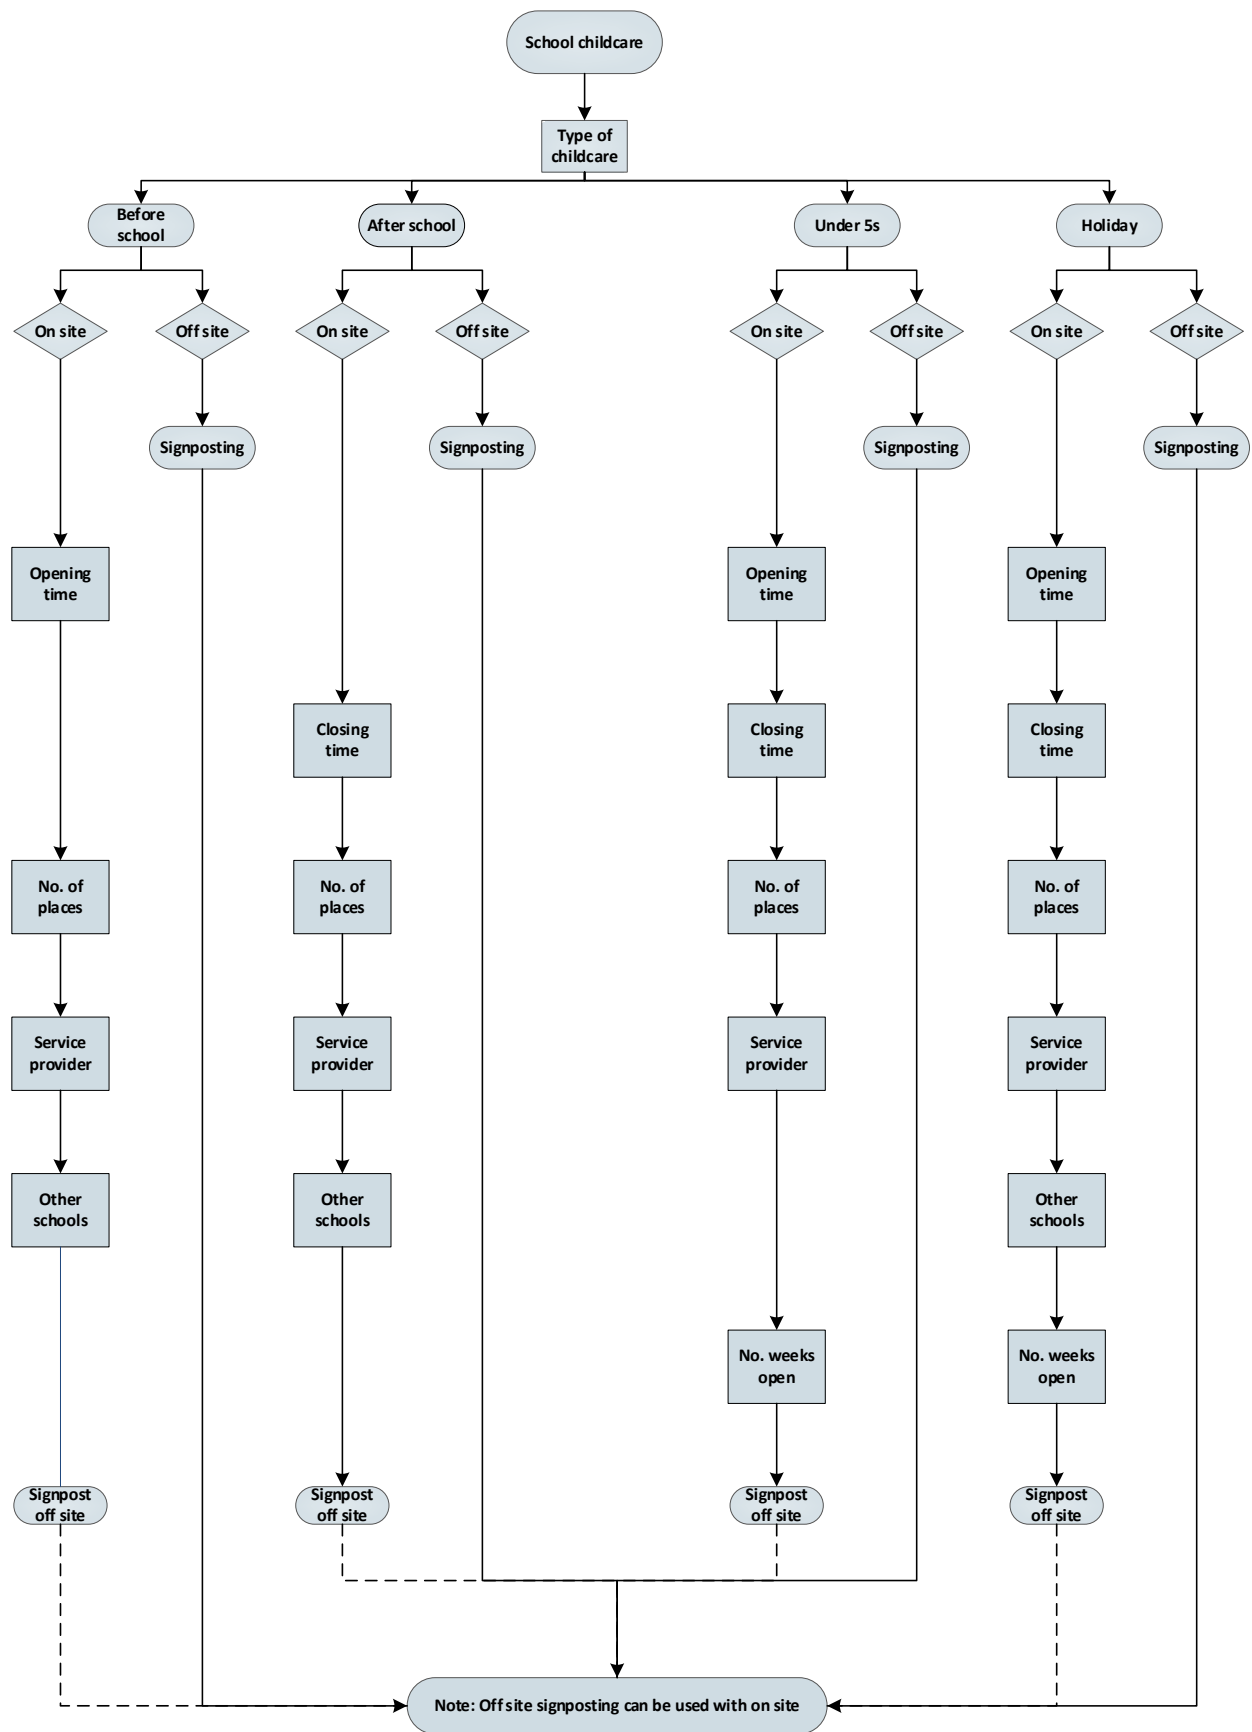 School childcare
Type of
childcare
Before
school
After school
Under 5s
Holiday
On site
Off site
On site
Off site
On site
Off site
On site
Off site
Signposting
Signposting
Signposting
Signposting
Opening
time
Opening
time
Opening
time
Closing
time
Closing
time
Closing
time
No. of
places
No. of
places
No. of
places
No. of
places
Service
provider
Service
provider
Service
provider
Service
provider
Other
schools
Other
schools
Other
schools
No. weeks
open
No. weeks
open
Signpost
off site
Signpost
off site
Signpost
off site
Signpost
off site
Note: Off site signposting can be used with on site